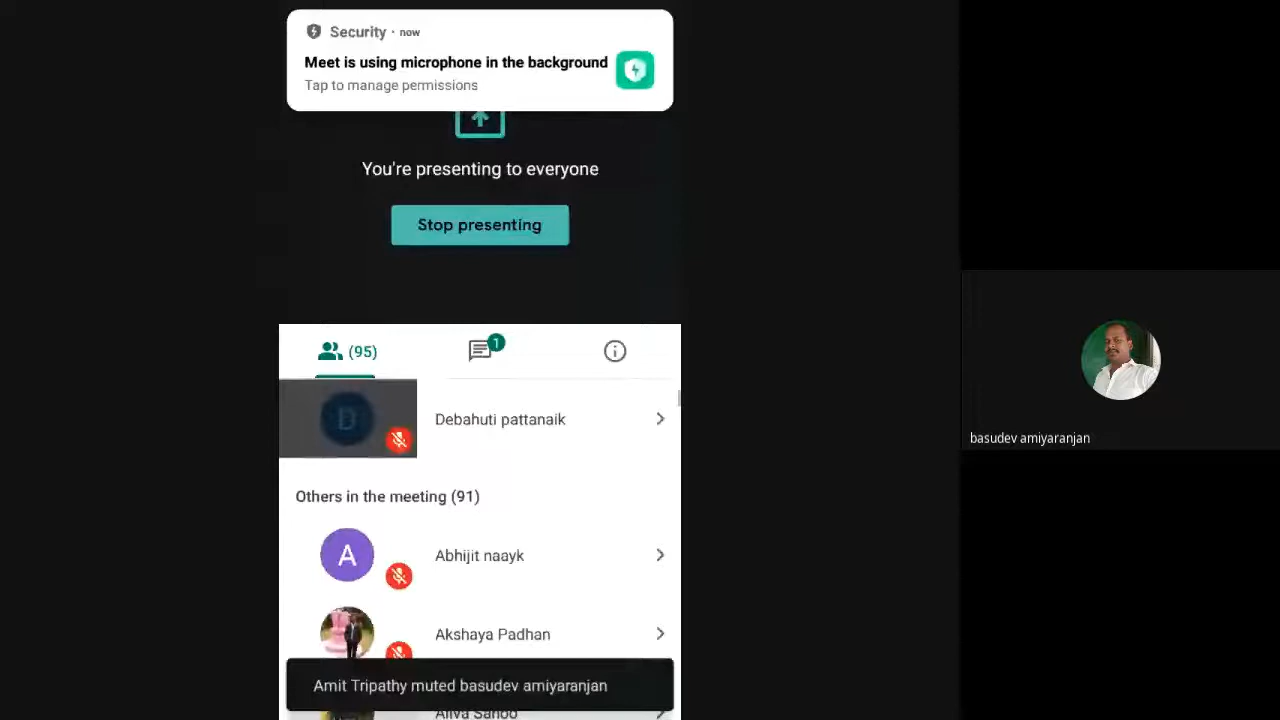 Security · now
Meet is using microphone in the background
Tap to manage permissions
You're presenting to everyone
Stop presenting
(95)
1
D
Debahuti pattanaik
Others in the meeting (91)
A
Abhijit naayk
Akshaya Padhan
Amit Tripathy muted basudev amiyaranjan
basudev amiyaranjan